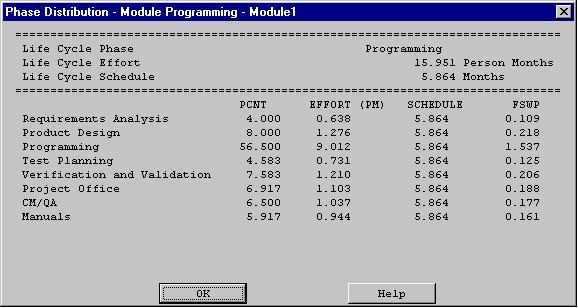 Phase Distribution - Module Programming - Module1
Life Cycle Phase Programming
Life Cycle Effort 15.951 Person Months
Life Cycle Schedule 5.864 Months
PCNT EFFORT (PM) SCHEDULE FSWP
Requirements Analysis 4.000 0.638 5.864 0.109
Product Design 8.000 1.276 5.864 0.218
Programming 56.500 9.012 5.864 1.537
Test Planning 4.583 0.731 5.864 0.125
Verification and Validation 7.583 1.210 5.864 0.206
Project Office 6.917 1.103 5.864 0.188
CM/QA 6.500 1.037 5.864 0.177
Manuals 5.917 0.944 5.864 0.161
OK Help